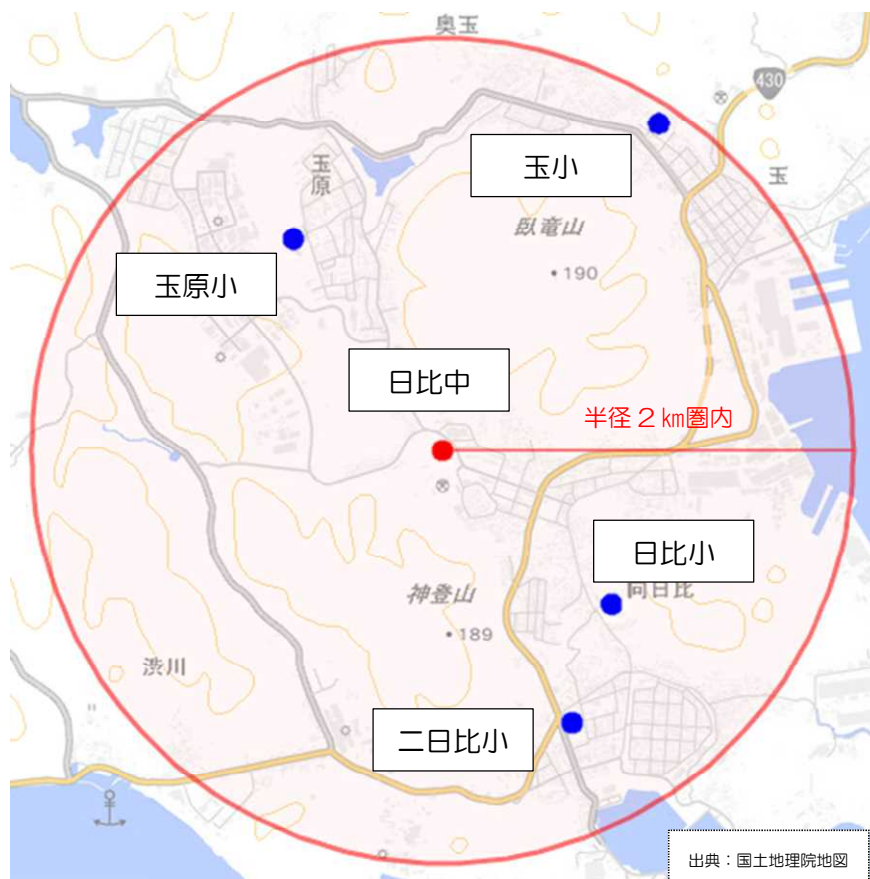 奥玉
430
玉小
玉
玉原
臥竜山
・190
玉原小
日比中
半径２㎞圏内
日比小
向日比
神登山
・189
渋川
二日比小
出典：国土地理院地図